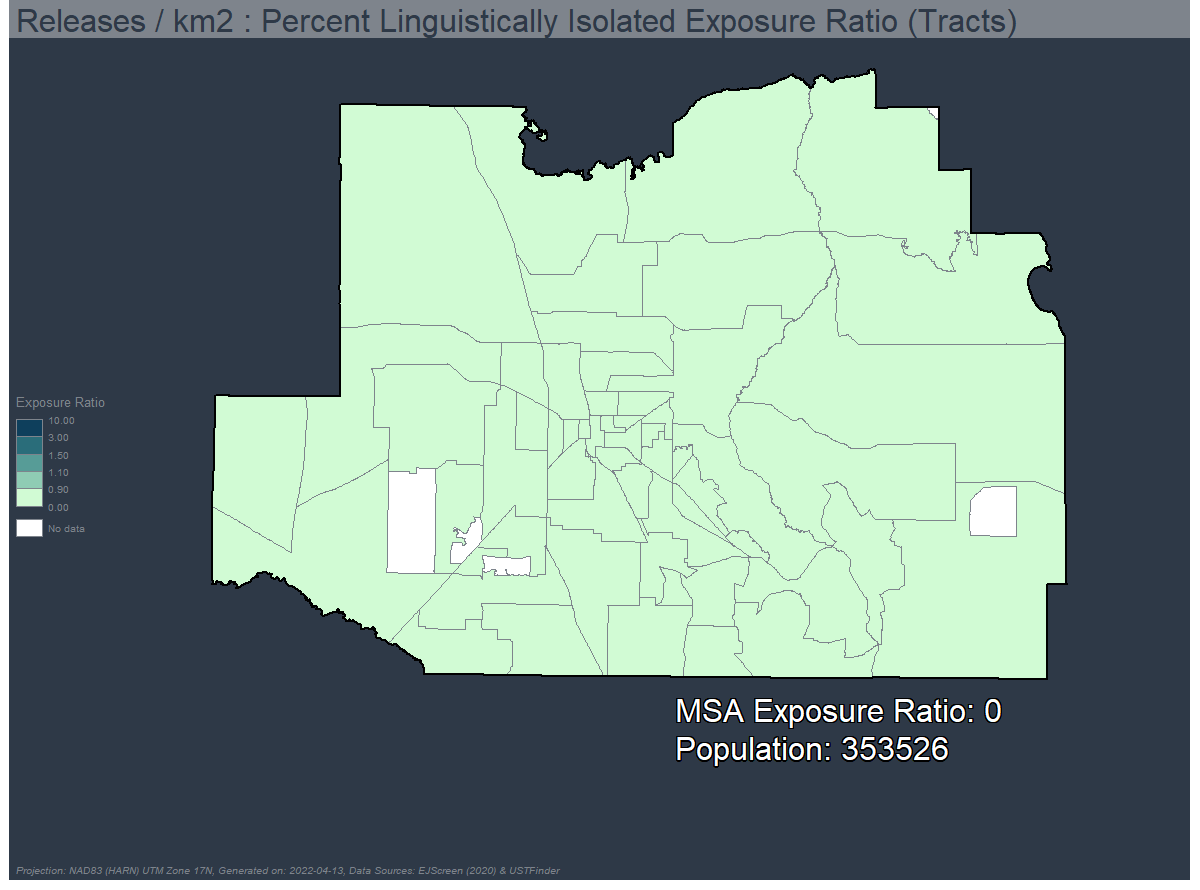 Releases / km2 : Percent Linguistically Isolated Exposure Ratio (Tracts)
Exposure Ratio
10.00
3.00
1.50
1.10
0.90
0.00
No data
MSA Exposure Ratio: 0
Population: 353526
Projection: NAD83 (HARN) UTM Zone 17N, Generated on: 2022-04-13, Data Sources: EJScreen (2020) & USTFinder